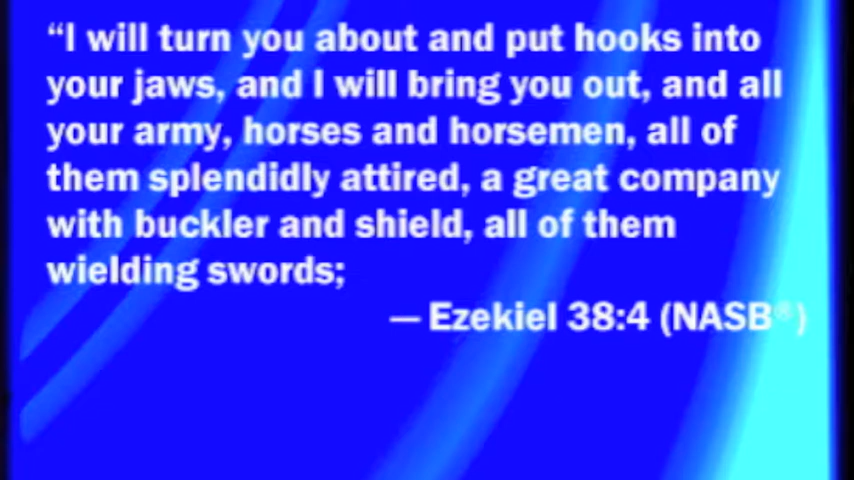 “I will turn you about and put hooks into
your jaws, and I will bring you out, and all
your army, horses and horsemen, all of
them splendidly attired, a great company
with buckler and shield, all of them
wielding swords;
— Ezekiel 38:4 (NASB®)